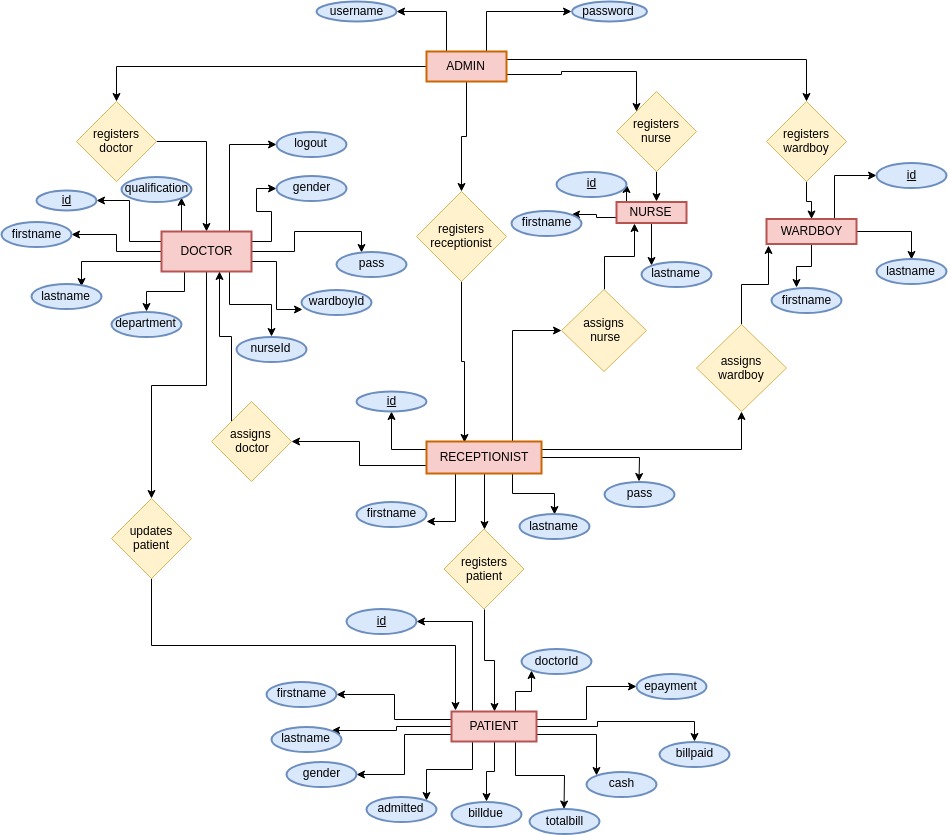 username
password
ADMIN
registers
doctor
registers
nurse
registers
wardboy
logout
qualification
gender
id
id
id
firstname
firstname
NURSE
registers
receptionist
DOCTOR
WARDBOY
pass
lastname
lastname
lastname
wardboyId
firstname
department
nurseId
assigns
nurse
assigns
wardboy
id
assigns
doctor
RECEPTIONIST
pass
firstname
lastname
updates
patient
registers
patient
id
doctorId
firstname
epayment
PATIENT
lastname
billpaid
gender
cash
admitted
billdue
totalbill